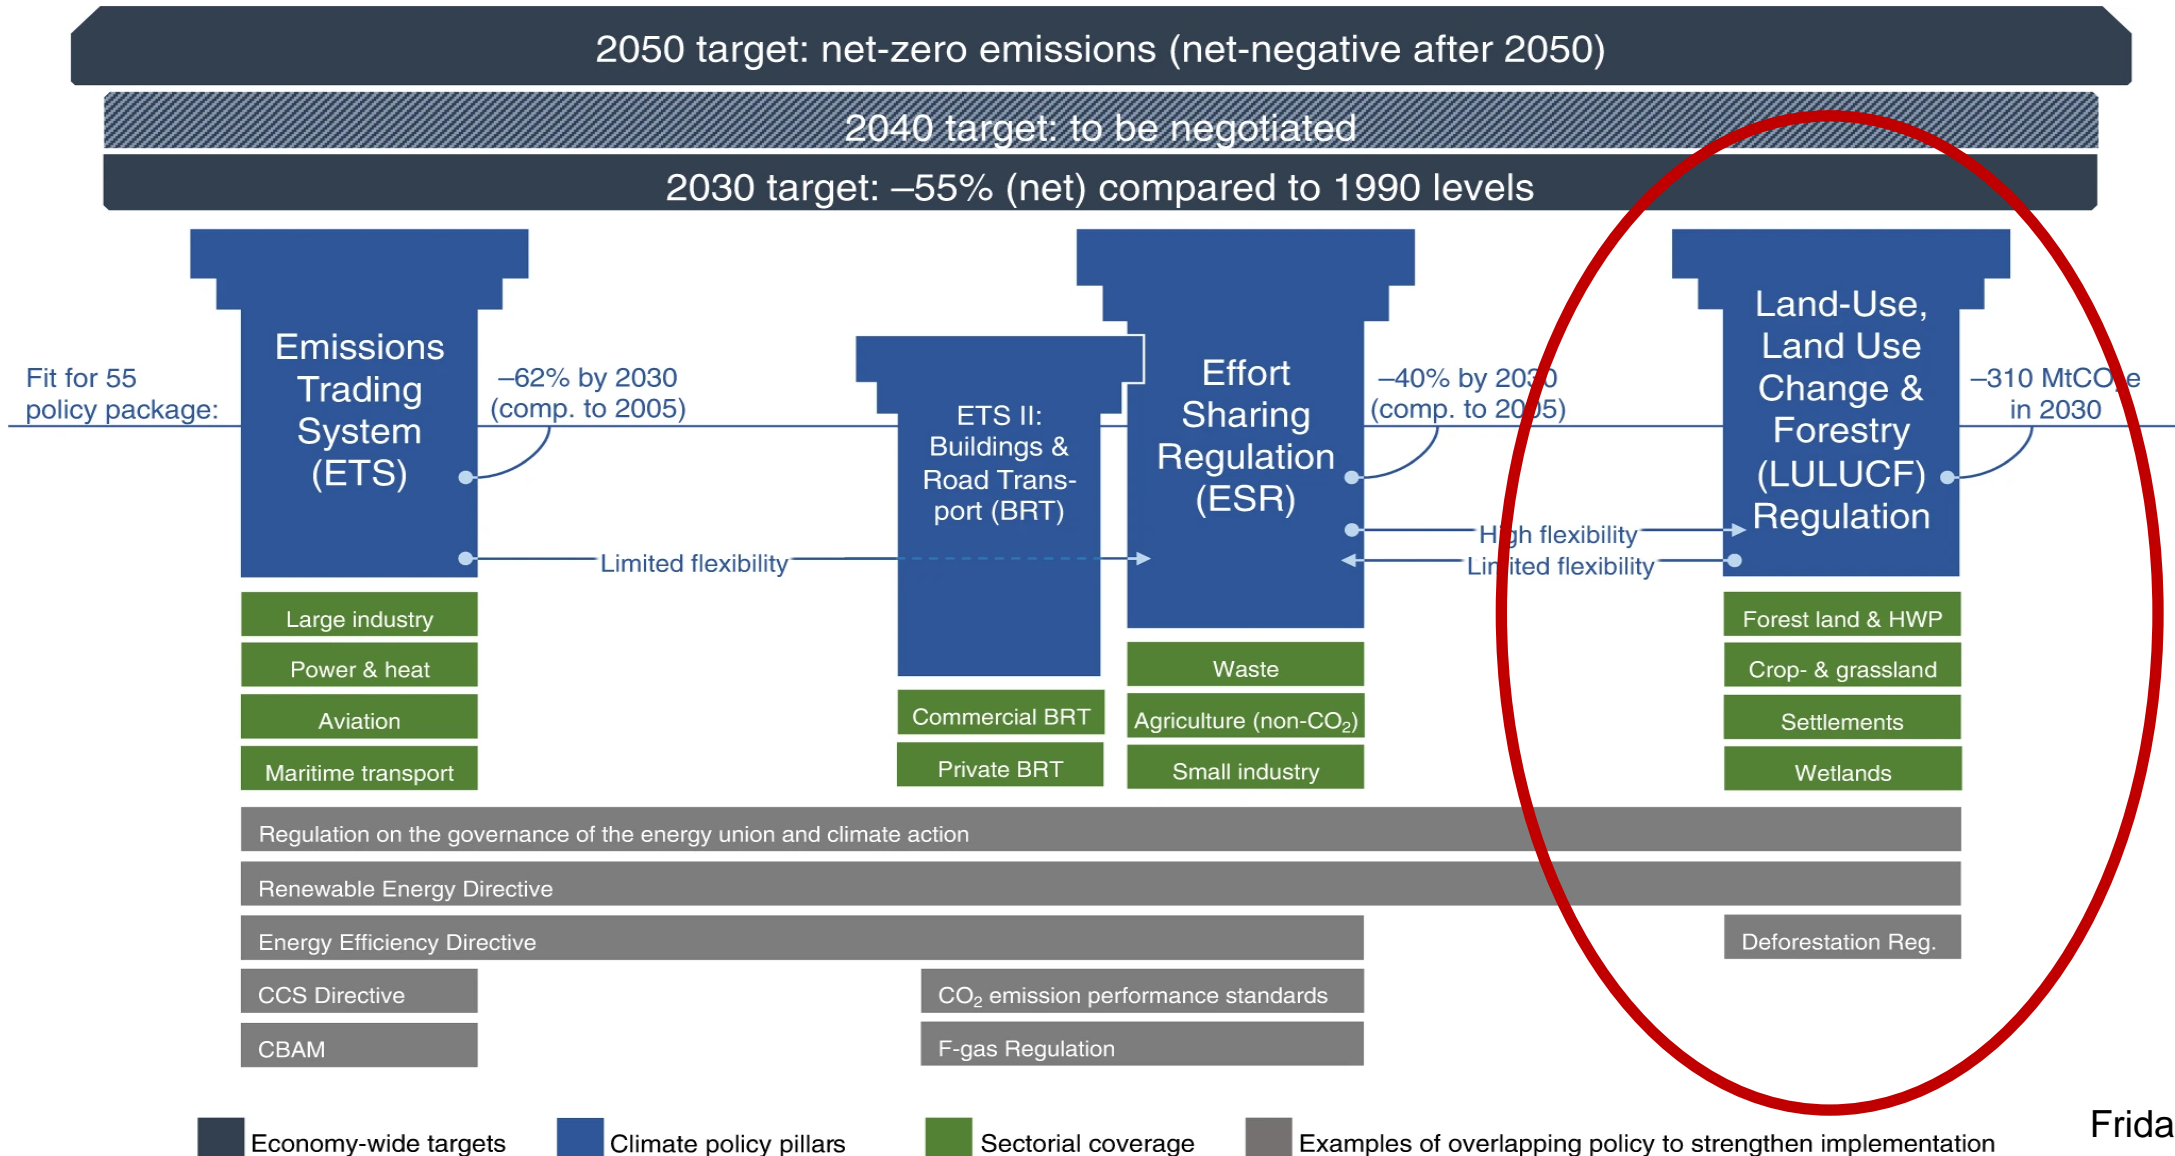 2050 target: net-zero emissions (net-negative after 2050)
2040 target: to be negotiated
2030 target: –55% (net) compared to 1990 levels
Fit for 55
policy package:
Emissions
Trading
System
(ETS)
–62% by 2030
(comp. to 2005)
Limited flexibility
ETS II:
Buildings &
Road Trans-
port (BRT)
Effort
Sharing
Regulation
(ESR)
–40% by 2030
(comp. to 2005)
High flexibility
Limited flexibility
Land-Use,
Land Use
Change &
Forestry
(LULUCF)
Regulation
–310 MtCO₂e
in 2030
Large industry
Power & heat
Aviation
Maritime transport
Commercial BRT
Private BRT
Waste
Agriculture (non-CO₂)
Small industry
Forest land & HWP
Crop- & grassland
Settlements
Wetlands
Regulation on the governance of the energy union and climate action
Renewable Energy Directive
Energy Efficiency Directive
Deforestation Reg.
CCS Directive
CO₂ emission performance standards
CBAM
F-gas Regulation
Economy-wide targets
Climate policy pillars
Sectorial coverage
Examples of overlapping policy to strengthen implementation
Frida